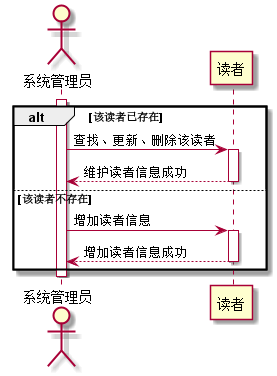 系统管理员
读者
alt
[该读者已存在]
查找、更新、删除该读者
维护读者信息成功
[该读者不存在]
增加读者信息
增加读者信息成功
系统管理员
读者